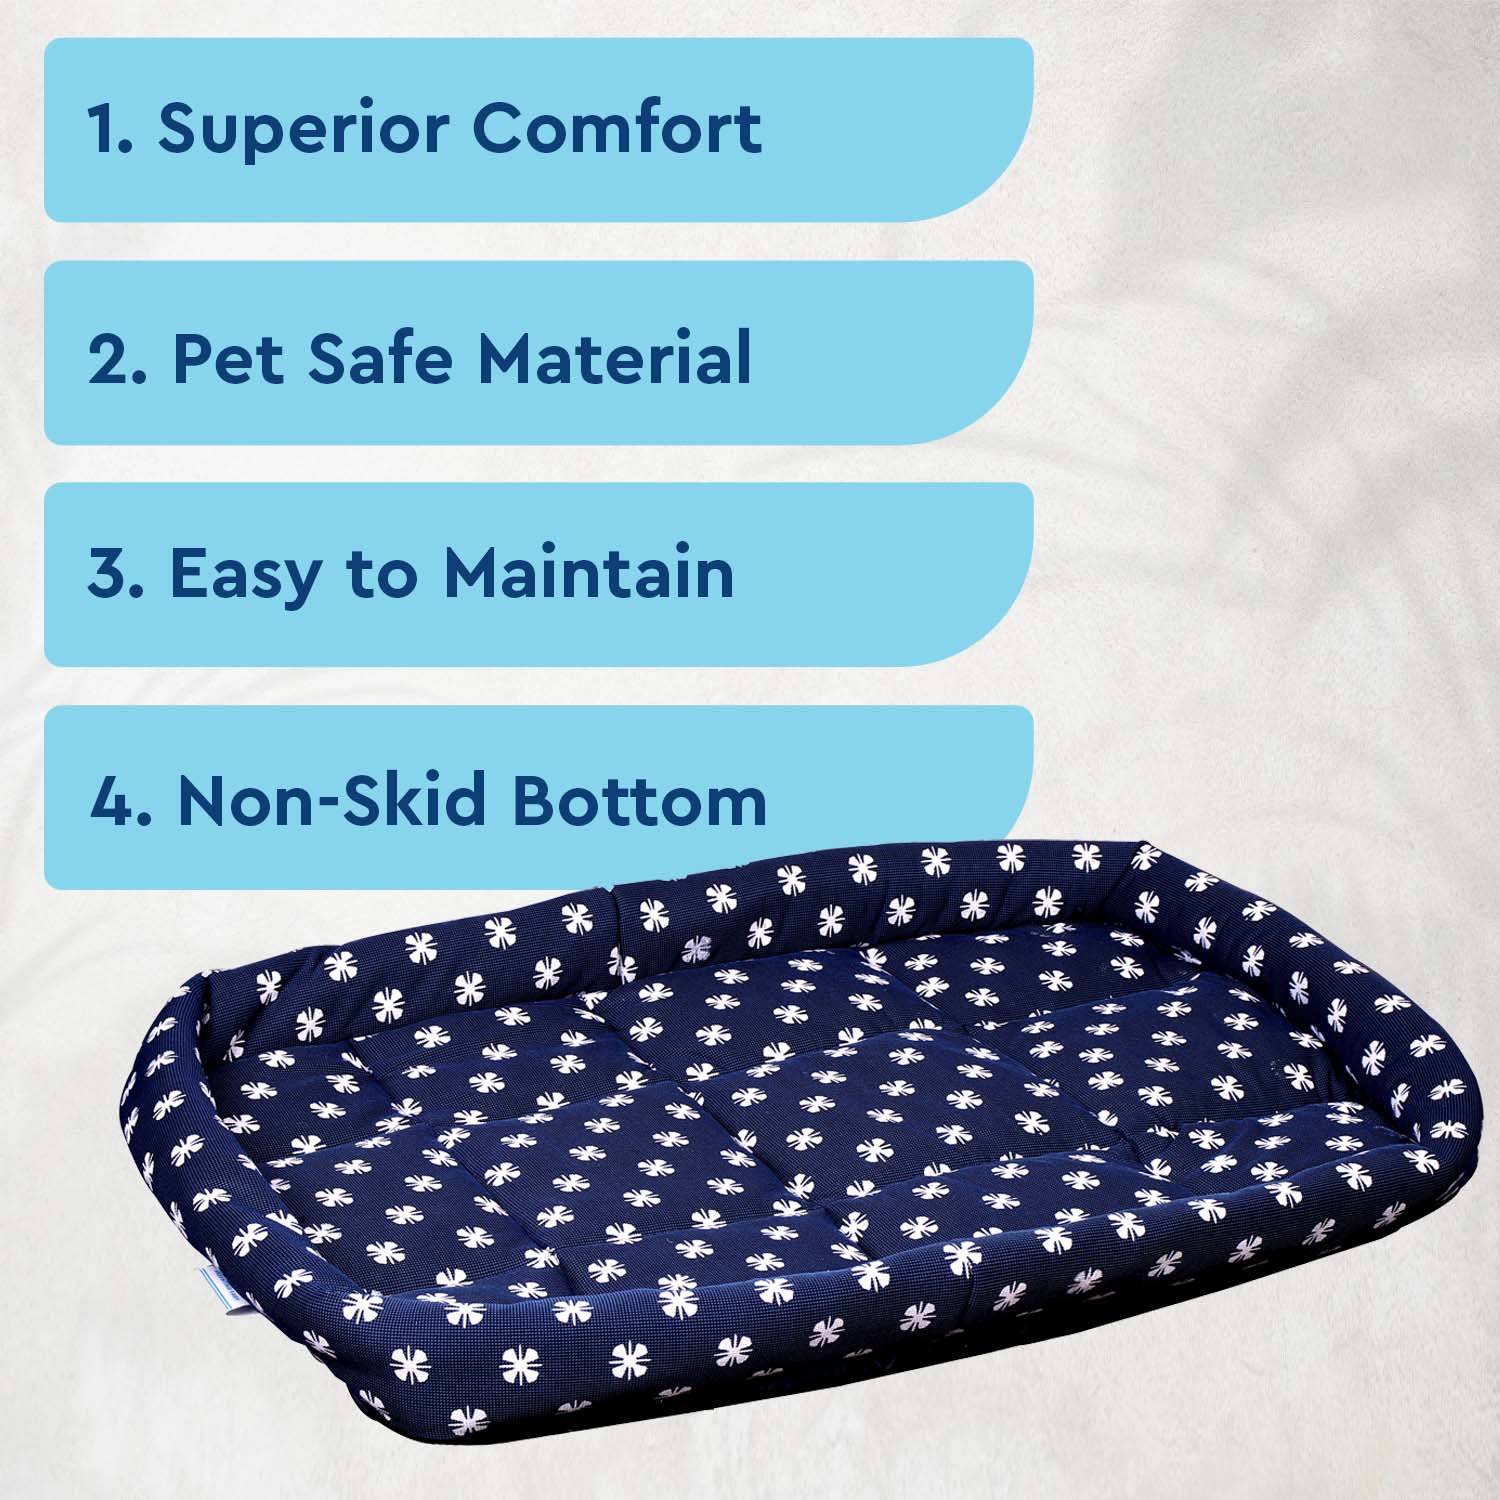 1. Superior Comfort
2. Pet Safe Material
3. Easy to Maintain
4. Non-Skid Bottom